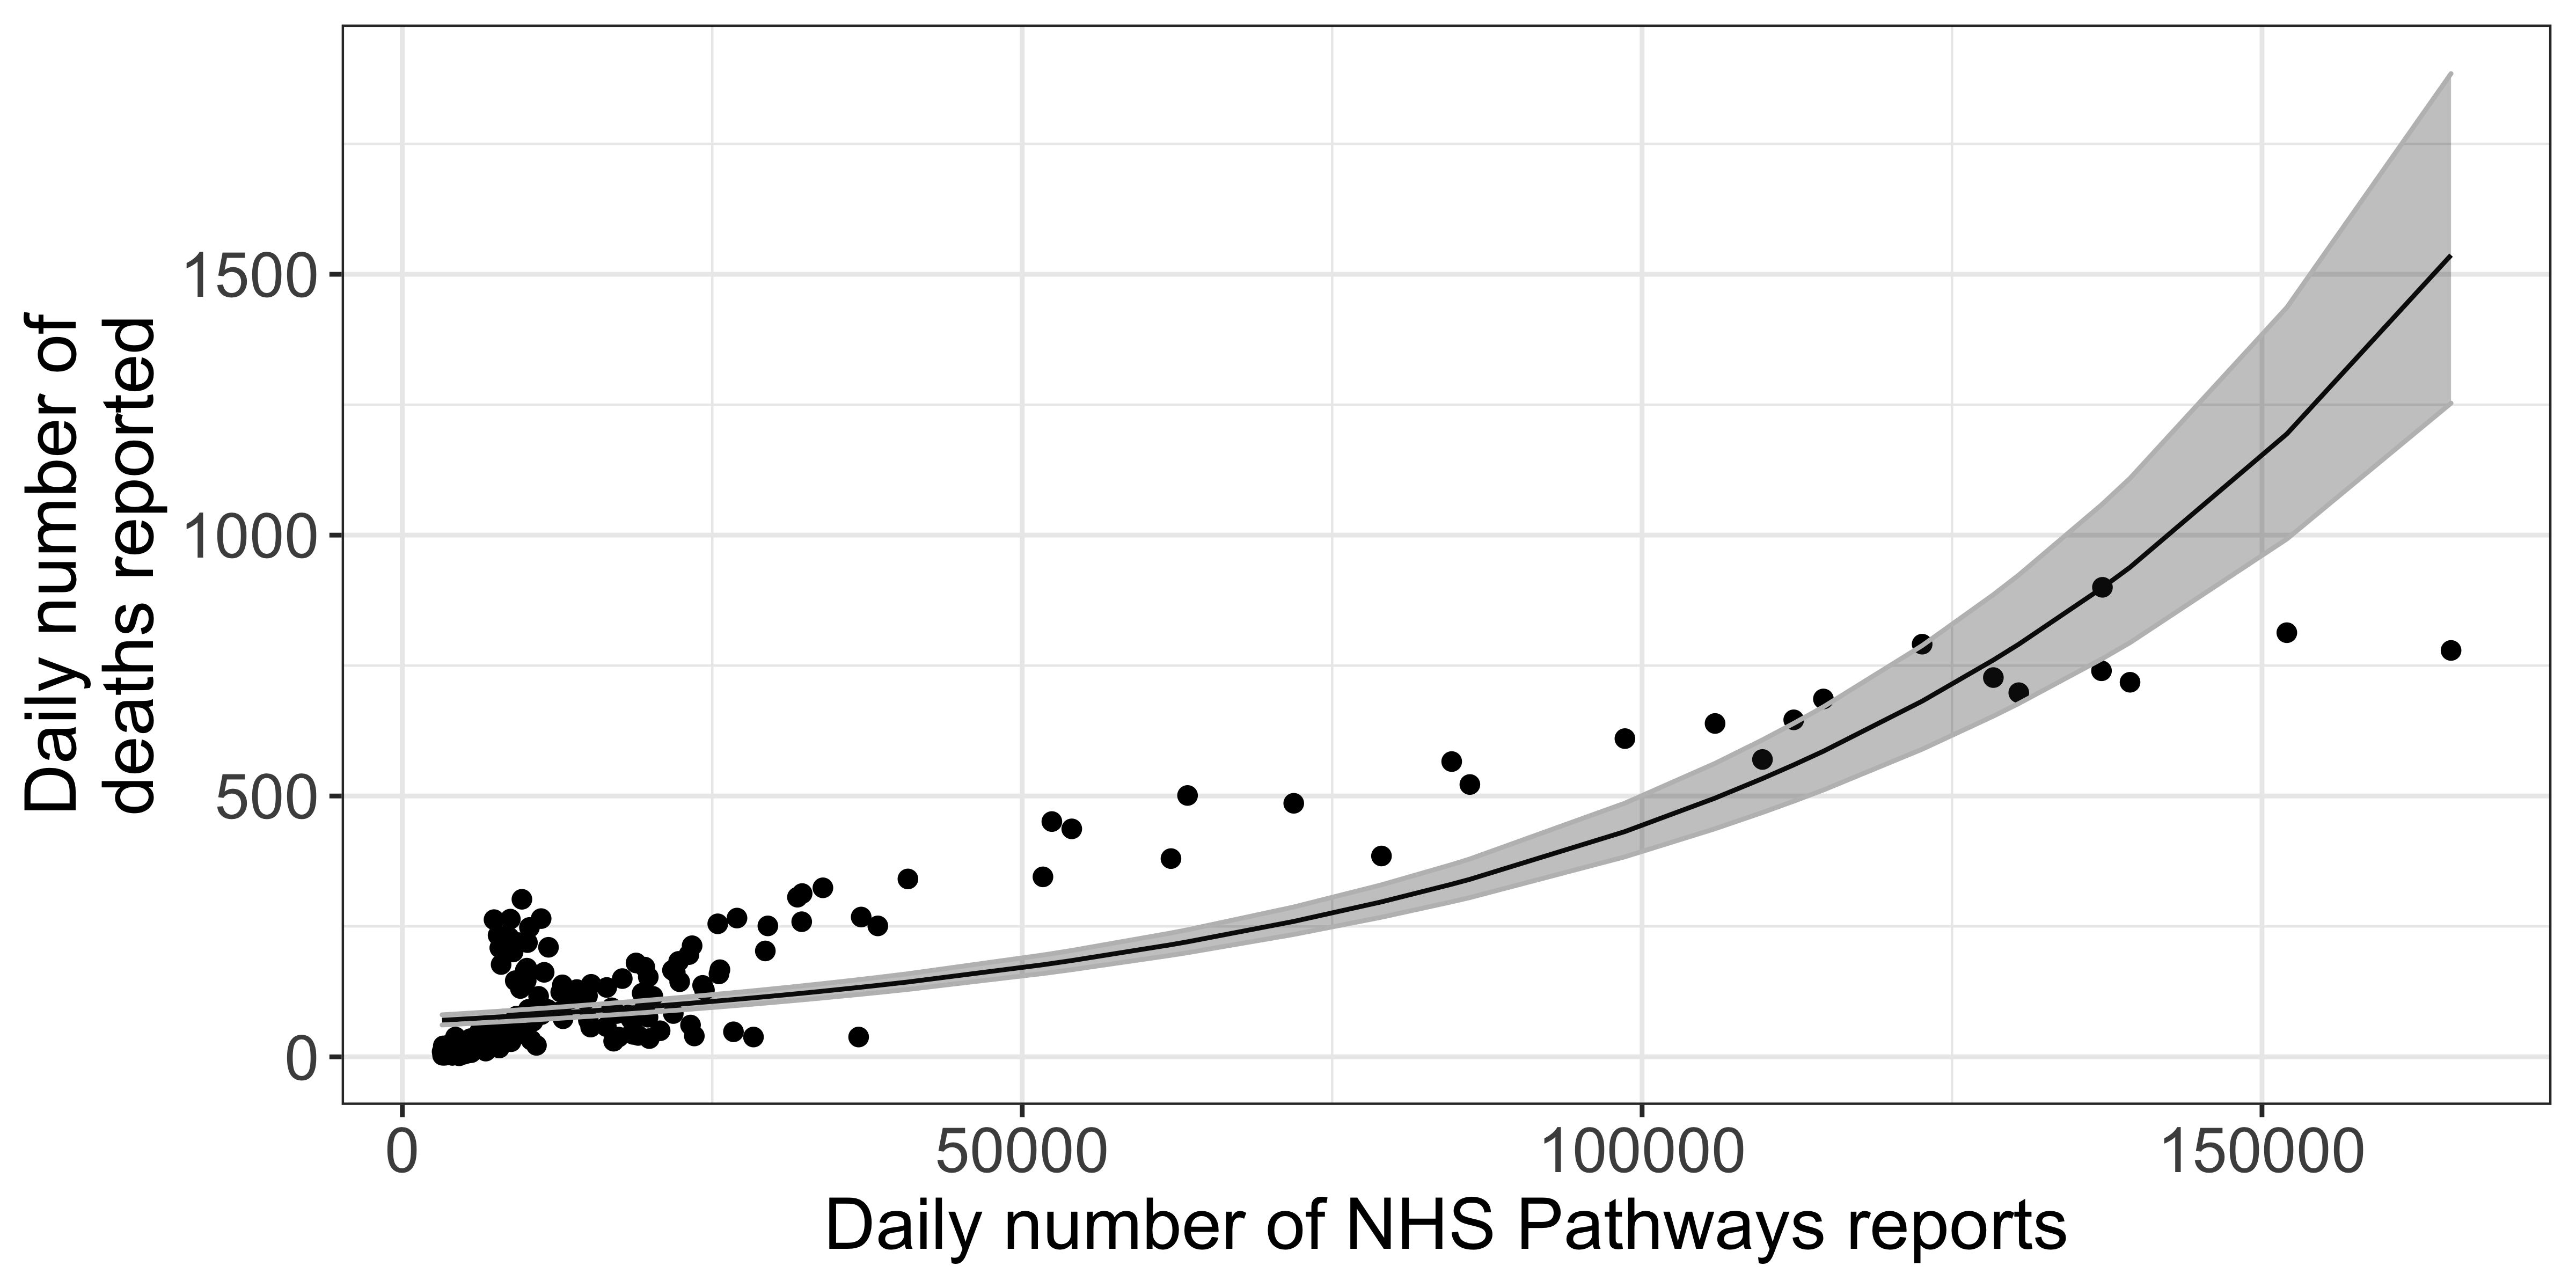 Daily number of
deaths reported
1500
1000
500
0
0
50000
100000
150000
Daily number of NHS Pathways reports